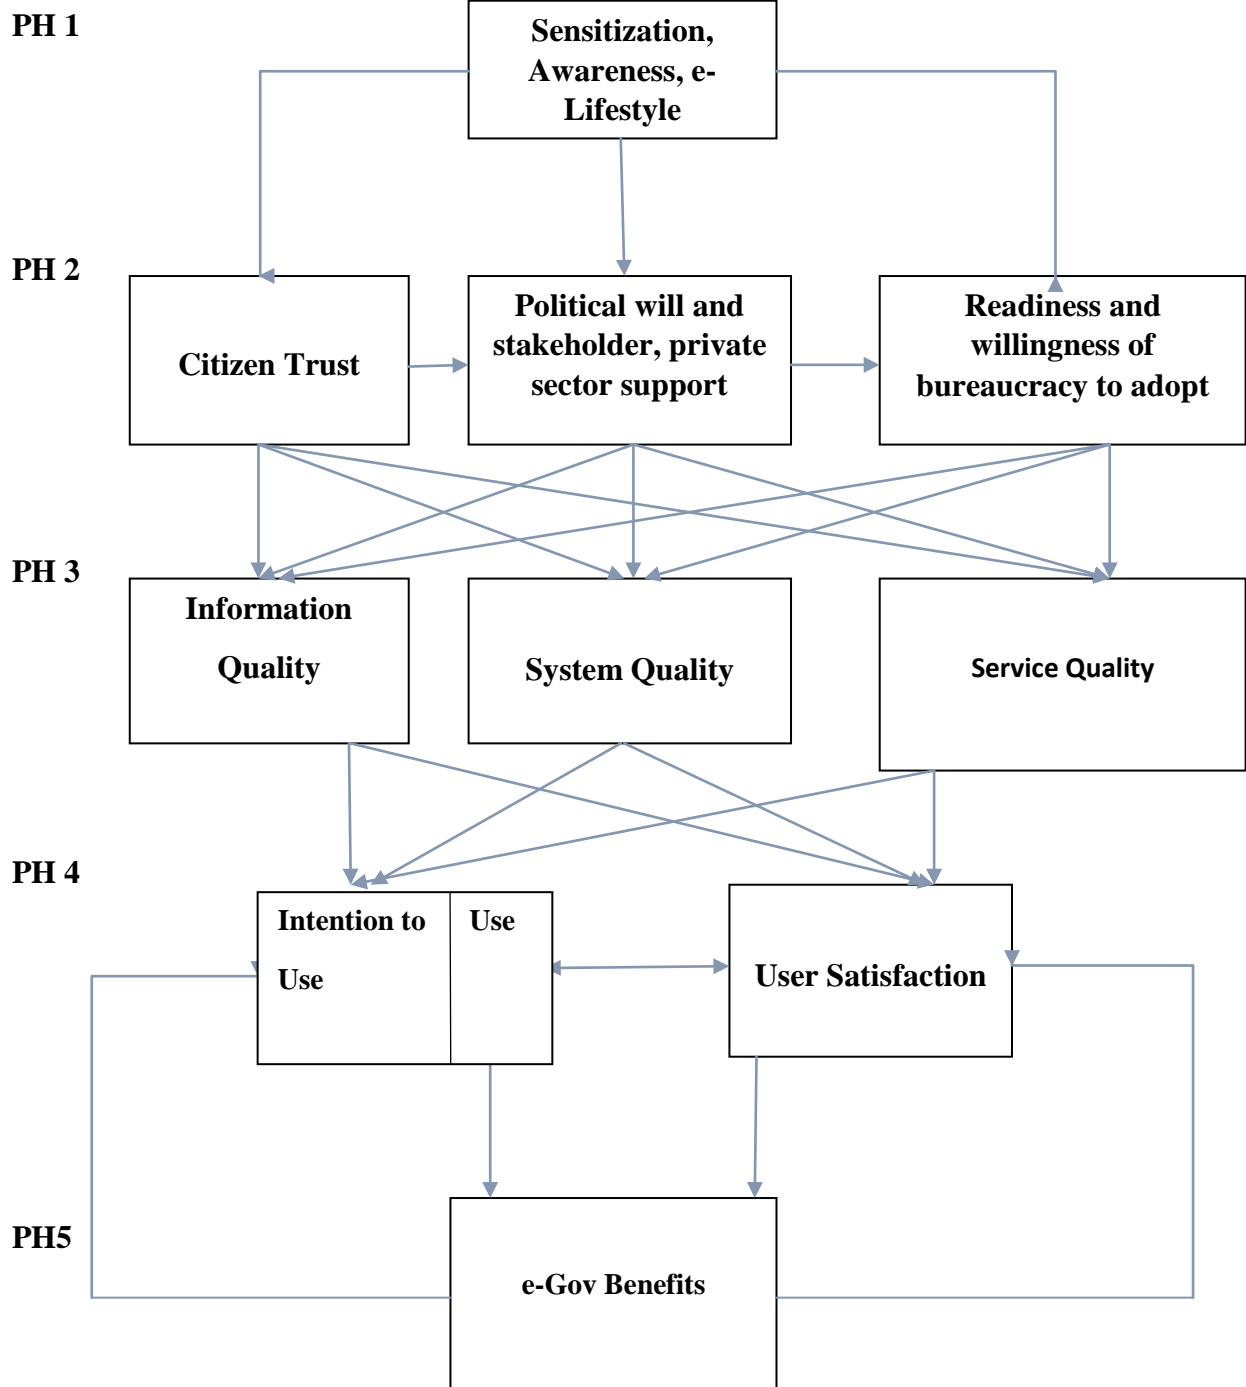 PH 1
Sensitization,
Awareness, e-
Lifestyle
PH 2
Citizen Trust
Political will and
stakeholder, private
sector support
Readiness and
willingness of
bureaucracy to adopt
PH 3
Information
Quality
System Quality
Service Quality
PH 4
Intention to
Use
Use
User Satisfaction
PH5
e-Gov Benefits